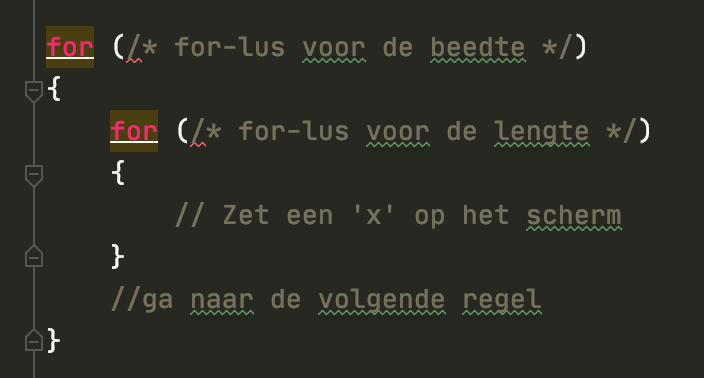 for (/* for-lus voor de beedte */)
{
for (/* for-lus voor de lengte */)
{
// Zet een 'x' op het scherm
}
//ga naar de volgende regel
}